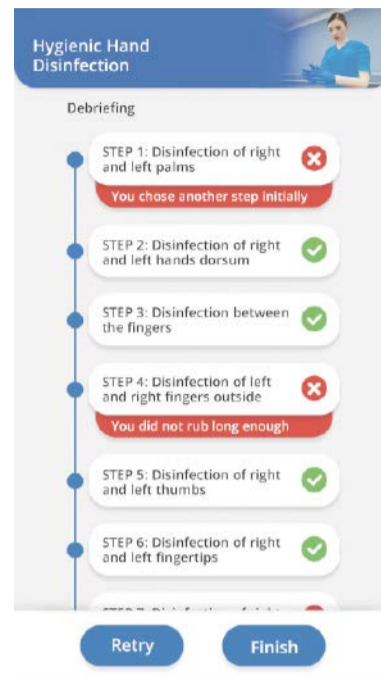 Hygienic Hand
Disinfection
Debriefing
STEP 1: Disinfection of right
and left palms
You chose another step initially
STEP 2: Disinfection of right
and left hands dorsum
STEP 3: Disinfection between
the fingers
STEP 4: Disinfection of left
and right fingers outside
You did not rub long enough
STEP 5: Disinfection of right
and left thumbs
STEP 6: Disinfection of right
and left fingertips
Retry
Finish